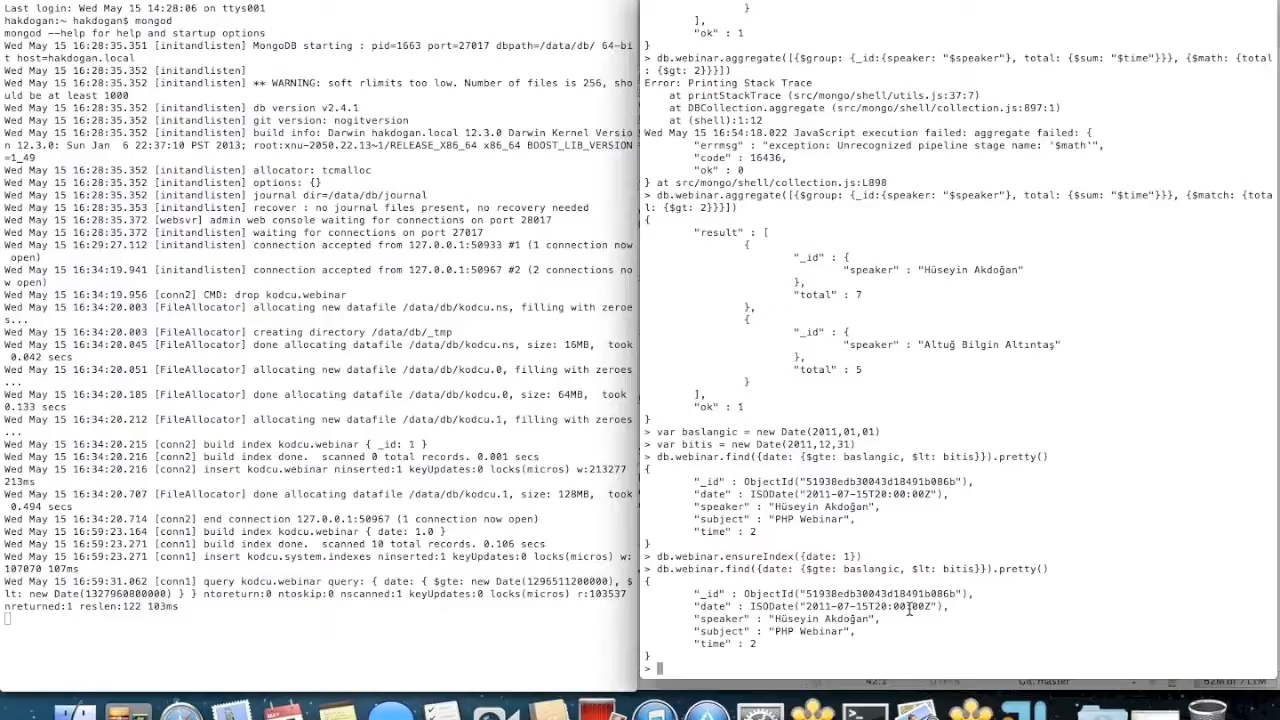 Last login: Wed May 15 14:28:06 on ttys001
hakdogan:~ hakdogan$ mongod
mongod --help for help and startup options
Wed May 15 16:28:35.351 [initandlisten] MongoDB starting : pid=1663 port=27017 dbpath=/data/db/ 64-bi
t host=hakdogan.local
Wed May 15 16:28:35.352 [initandlisten]
Wed May 15 16:28:35.352 [initandlisten] ** WARNING: soft rlimits too low. Number of files is 256, sho
uld be at least 1000
Wed May 15 16:28:35.352 [initandlisten] db version v2.4.1
Wed May 15 16:28:35.352 [initandlisten] git version: nogitversion
Wed May 15 16:28:35.352 [initandlisten] build info: Darwin hakdogan.local 12.3.0 Darwin Kernel Versio
n 12.3.0: Sun Jan  6 22:37:10 PST 2013; root:xnu-2050.22.13~1/RELEASE_X86_64 x86_64 BOOST_LIB_VERSION
=1_49
Wed May 15 16:28:35.352 [initandlisten] allocator: tcmalloc
Wed May 15 16:28:35.352 [initandlisten] options: {}
Wed May 15 16:28:35.352 [initandlisten] journal dir=/data/db/journal
Wed May 15 16:28:35.353 [initandlisten] recover : no journal files present, no recovery needed
Wed May 15 16:28:35.372 [websvr] admin web console waiting for connections on port 28017
Wed May 15 16:28:35.372 [initandlisten] waiting for connections on port 27017
Wed May 15 16:29:27.112 [initandlisten] connection accepted from 127.0.0.1:50933 #1 (1 connection now
 open)
Wed May 15 16:34:19.941 [initandlisten] connection accepted from 127.0.0.1:50967 #2 (2 connections no
w open)
Wed May 15 16:34:19.956 [conn2] CMD: drop kodcu.webinar
Wed May 15 16:34:20.003 [FileAllocator] allocating new datafile /data/db/kodcu.ns, filling with zeroe
s...
Wed May 15 16:34:20.003 [FileAllocator] creating directory /data/db/_tmp
Wed May 15 16:34:20.045 [FileAllocator] done allocating datafile /data/db/kodcu.ns, size: 16MB,  took
 0.042 secs
Wed May 15 16:34:20.051 [FileAllocator] allocating new datafile /data/db/kodcu.0, filling with zeroes
...
Wed May 15 16:34:20.185 [FileAllocator] done allocating datafile /data/db/kodcu.0, size: 64MB,  took
0.133 secs
Wed May 15 16:34:20.212 [FileAllocator] allocating new datafile /data/db/kodcu.1, filling with zeroes
...
Wed May 15 16:34:20.215 [conn2] build index kodcu.webinar { _id: 1 }
Wed May 15 16:34:20.216 [conn2] build index done.  scanned 0 total records. 0.001 secs
Wed May 15 16:34:20.216 [conn2] insert kodcu.webinar ninserted:1 keyUpdates:0 locks(micros) w:213277
213ms
Wed May 15 16:34:20.707 [FileAllocator] done allocating datafile /data/db/kodcu.1, size: 128MB,  took
 0.494 secs
Wed May 15 16:34:20.714 [conn2] end connection 127.0.0.1:50967 (1 connection now open)
Wed May 15 16:59:23.164 [conn1] build index kodcu.webinar { date: 1.0 }
Wed May 15 16:59:23.271 [conn1] build index done.  scanned 10 total records. 0.106 secs
Wed May 15 16:59:23.271 [conn1] insert kodcu.system.indexes ninserted:1 keyUpdates:0 locks(micros) w:
107070 107ms
Wed May 15 16:59:31.062 [conn1] query kodcu.webinar query: { date: { $gte: new Date(1296511200000), $
lt: new Date(1327960800000) } } ntoreturn:0 ntoskip:0 nscanned:1 keyUpdates:0 locks(micros) r:103537
nreturned:1 reslen:122 103ms
}
],
"ok" : 1
}
> db.webinar.aggregate([{$group: {_id:{speaker: "$speaker"}, total: {$sum: "$time"}}}, {$math: {total
: {$gt: 2}}}])
Error: Printing Stack Trace
at printStackTrace (src/mongo/shell/utils.js:37:7)
at DBCollection.aggregate (src/mongo/shell/collection.js:897:1)
at (shell):1:12
Wed May 15 16:54:18.022 JavaScript execution failed: aggregate failed: {
"errmsg" : "exception: Unrecognized pipeline stage name: '$math'",
"code" : 16436,
"ok" : 0
} at src/mongo/shell/collection.js:L898
> db.webinar.aggregate([{$group: {_id:{speaker: "$speaker"}, total: {$sum: "$time"}}}, {$match: {tota
l: {$gt: 2}}}])
{
"result" : [
{
"_id" : {
"speaker" : "Hüseyin Akdoğan"
},
"total" : 7
},
{
"_id" : {
"speaker" : "Altuğ Bilgin Altıntaş"
},
"total" : 5
}
],
"ok" : 1
}
> var baslangic = new Date(2011,01,01)
> var bitis = new Date(2011,12,31)
> db.webinar.find({date: {$gte: baslangic, $lt: bitis}}).pretty()
{
"_id" : ObjectId("51938edb30043d18491b086b"),
"date" : ISODate("2011-07-15T20:00:00Z"),
"speaker" : "Hüseyin Akdoğan",
"subject" : "PHP Webinar",
"time" : 2
}
> db.webinar.ensureIndex({date: 1})
> db.webinar.find({date: {$gte: baslangic, $lt: bitis}}).pretty()
{
"_id" : ObjectId("51938edb30043d18491b086b"),
"date" : ISODate("2011-07-15T20:00:00Z"),
"speaker" : "Hüseyin Akdoğan",
"subject" : "PHP Webinar",
"time" : 2
}
>